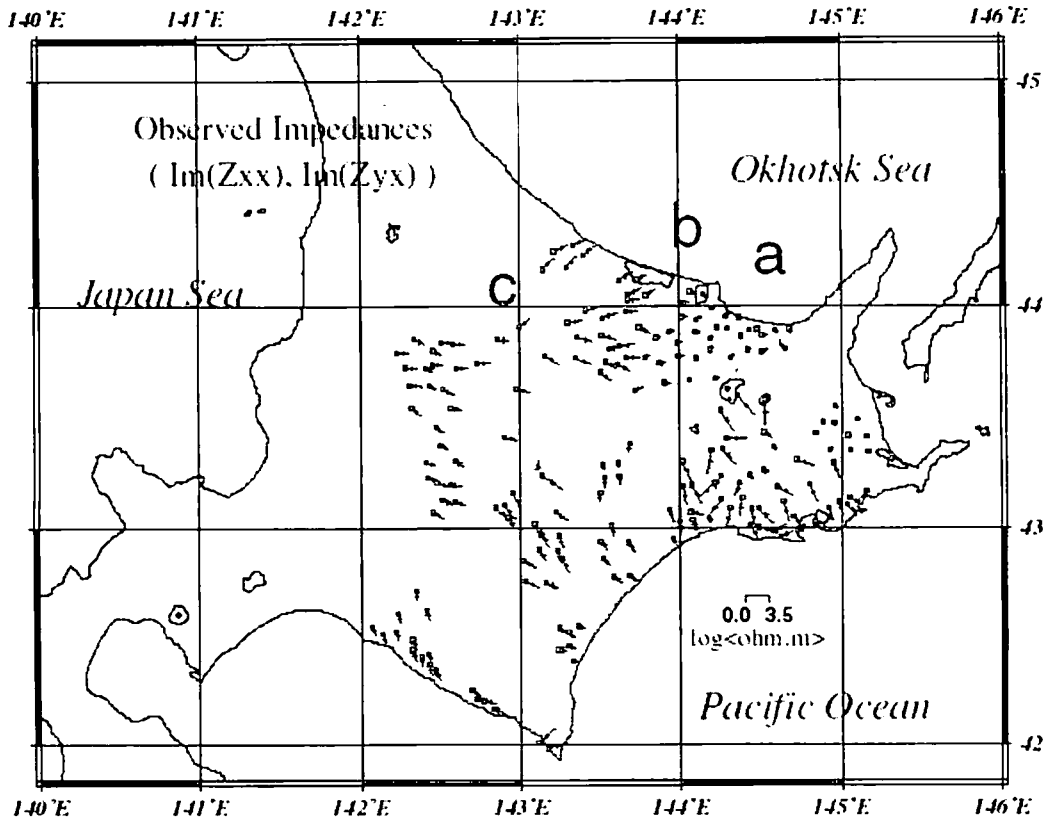 140°E 141°E 142°E 143°E 144°E 145°E 146°E
45
Observed Impedances
( Im(Zxx), Im(Zyx) )
Okhotsk Sea
b
a
c
Japan Sea
44
43
0.0 3.5
log<ohm.m>
Pacific Ocean
42
140°E 141°E 142°E 143°E 144°E 145°E 146°E